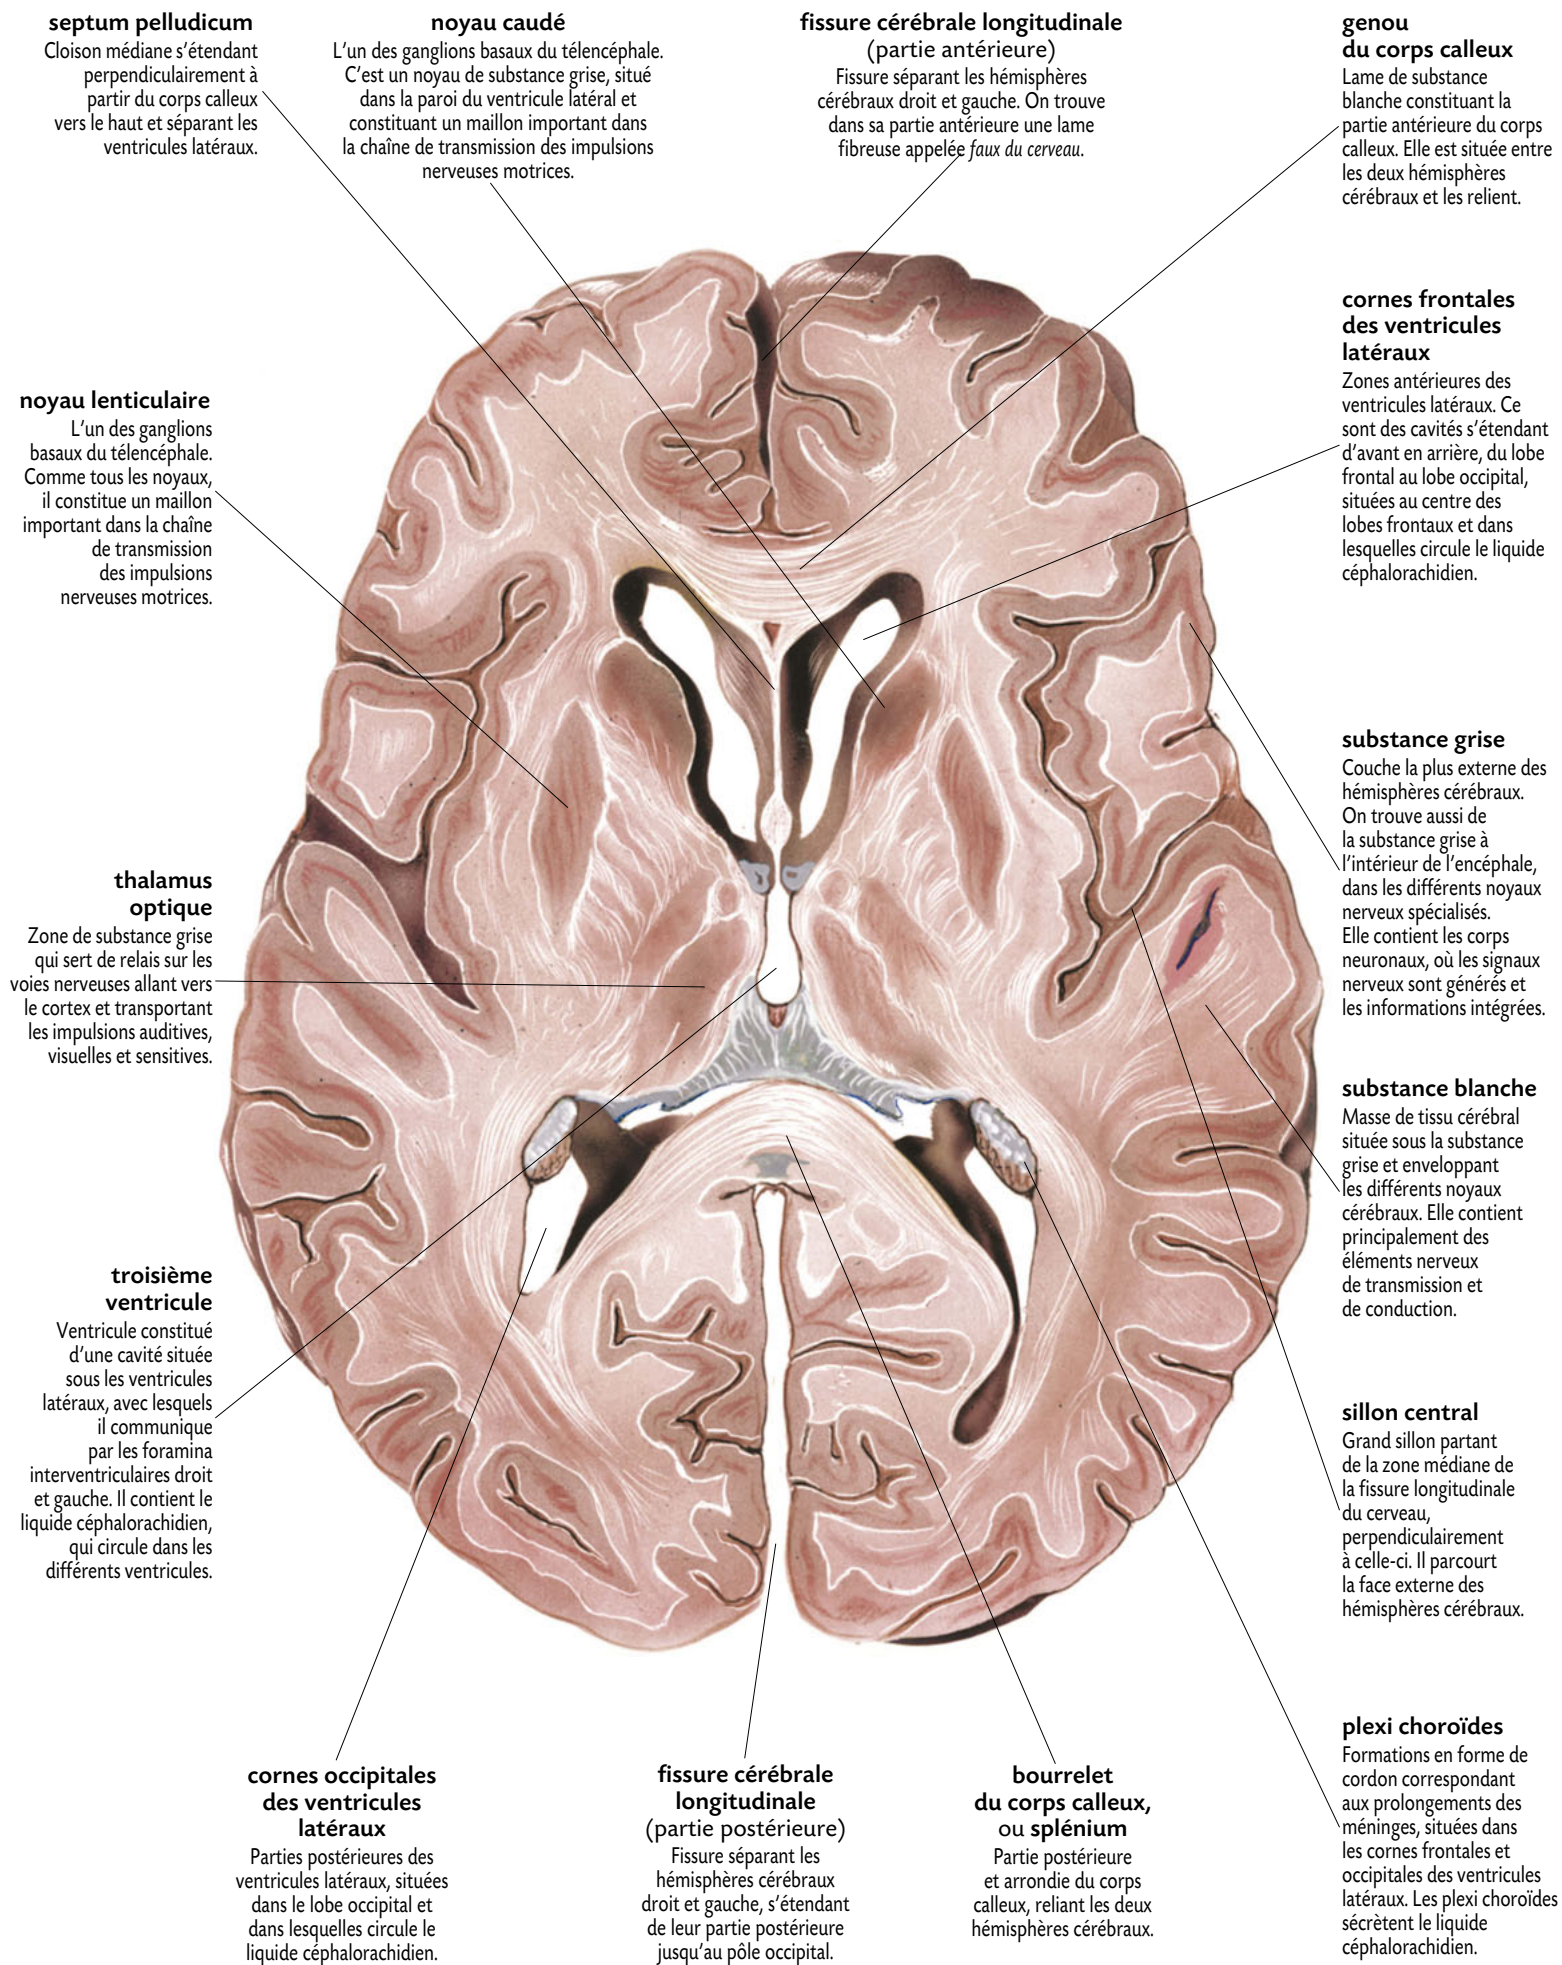 septum pelludicum
Cloison médiane s’étendant
perpendiculairement à
partir du corps calleux
vers le haut et séparant les
ventricules latéraux.
noyau caudé
L’un des ganglions basaux du télencéphale.
C’est un noyau de substance grise, situé
dans la paroi du ventricule latéral et
constituant un maillon important dans
la chaîne de transmission des impulsions
nerveuses motrices.
fissure cérébrale longitudinale
(partie antérieure)
Fissure séparant les hémisphères
cérébraux droit et gauche. On trouve
dans sa partie antérieure une lame
fibreuse appelée faux du cerveau.
genou
du corps calleux
Lame de substance
blanche constituant la
partie antérieure du corps
calleux. Elle est située entre
les deux hémisphères
cérébraux et les relient.
cornes frontales
des ventricules
latéraux
Zones antérieures des
ventricules latéraux. Ce
sont des cavités s’étendant
d’avant en arrière, du lobe
frontal au lobe occipital,
situées au centre des
lobes frontaux et dans
lesquelles circule le liquide
céphalorachidien.
noyau lenticulaire
L’un des ganglions
basaux du télencéphale.
Comme tous les noyaux,
il constitue un maillon
important dans la chaîne
de transmission
des impulsions
nerveuses motrices.
substance grise
Couche la plus externe des
hémisphères cérébraux.
On trouve aussi de
la substance grise à
l’intérieur de l’encéphale,
dans les différents noyaux
nerveux spécialisés.
Elle contient les corps
neuronaux, où les signaux
nerveux sont générés et
les informations intégrées.
thalamus
optique
Zone de substance grise
qui sert de relais sur les
voies nerveuses allant vers
le cortex et transportant
les impulsions auditives,
visuelles et sensitives.
substance blanche
Masse de tissu cérébral
située sous la substance
grise et enveloppant
les différents noyaux
cérébraux. Elle contient
principalement des
éléments nerveux
de transmission et
de conduction.
troisième
ventricule
Ventricule constitué
d’une cavité située
sous les ventricules
latéraux, avec lesquels
il communique
par les foramina
interventriculaires droit
et gauche. Il contient le
liquide céphalorachidien,
qui circule dans les
différents ventricules.
sillon central
Grand sillon partant
de la zone médiane de
la fissure longitudinale
du cerveau,
perpendiculairement
à celle-ci. Il parcourt
la face externe des
hémisphères cérébraux.
plexi choroïdes
Formations en forme de
cordon correspondant
aux prolongements des
méninges, situées dans
les cornes frontales et
occipitales des ventricules
latéraux. Les plexi choroïdes
sécrètent le liquide
céphalorachidien.
cornes occipitales
des ventricules
latéraux
Parties postérieures des
ventricules latéraux, situées
dans le lobe occipital et
dans lesquelles circule le
liquide céphalorachidien.
fissure cérébrale
longitudinale
(partie postérieure)
Fissure séparant les
hémisphères cérébraux
droit et gauche, s’étendant
de leur partie postérieure
jusqu’au pôle occipital.
bourrelet
du corps calleux,
ou splénium
Partie postérieure
et arrondie du corps
calleux, reliant les deux
hémisphères cérébraux.